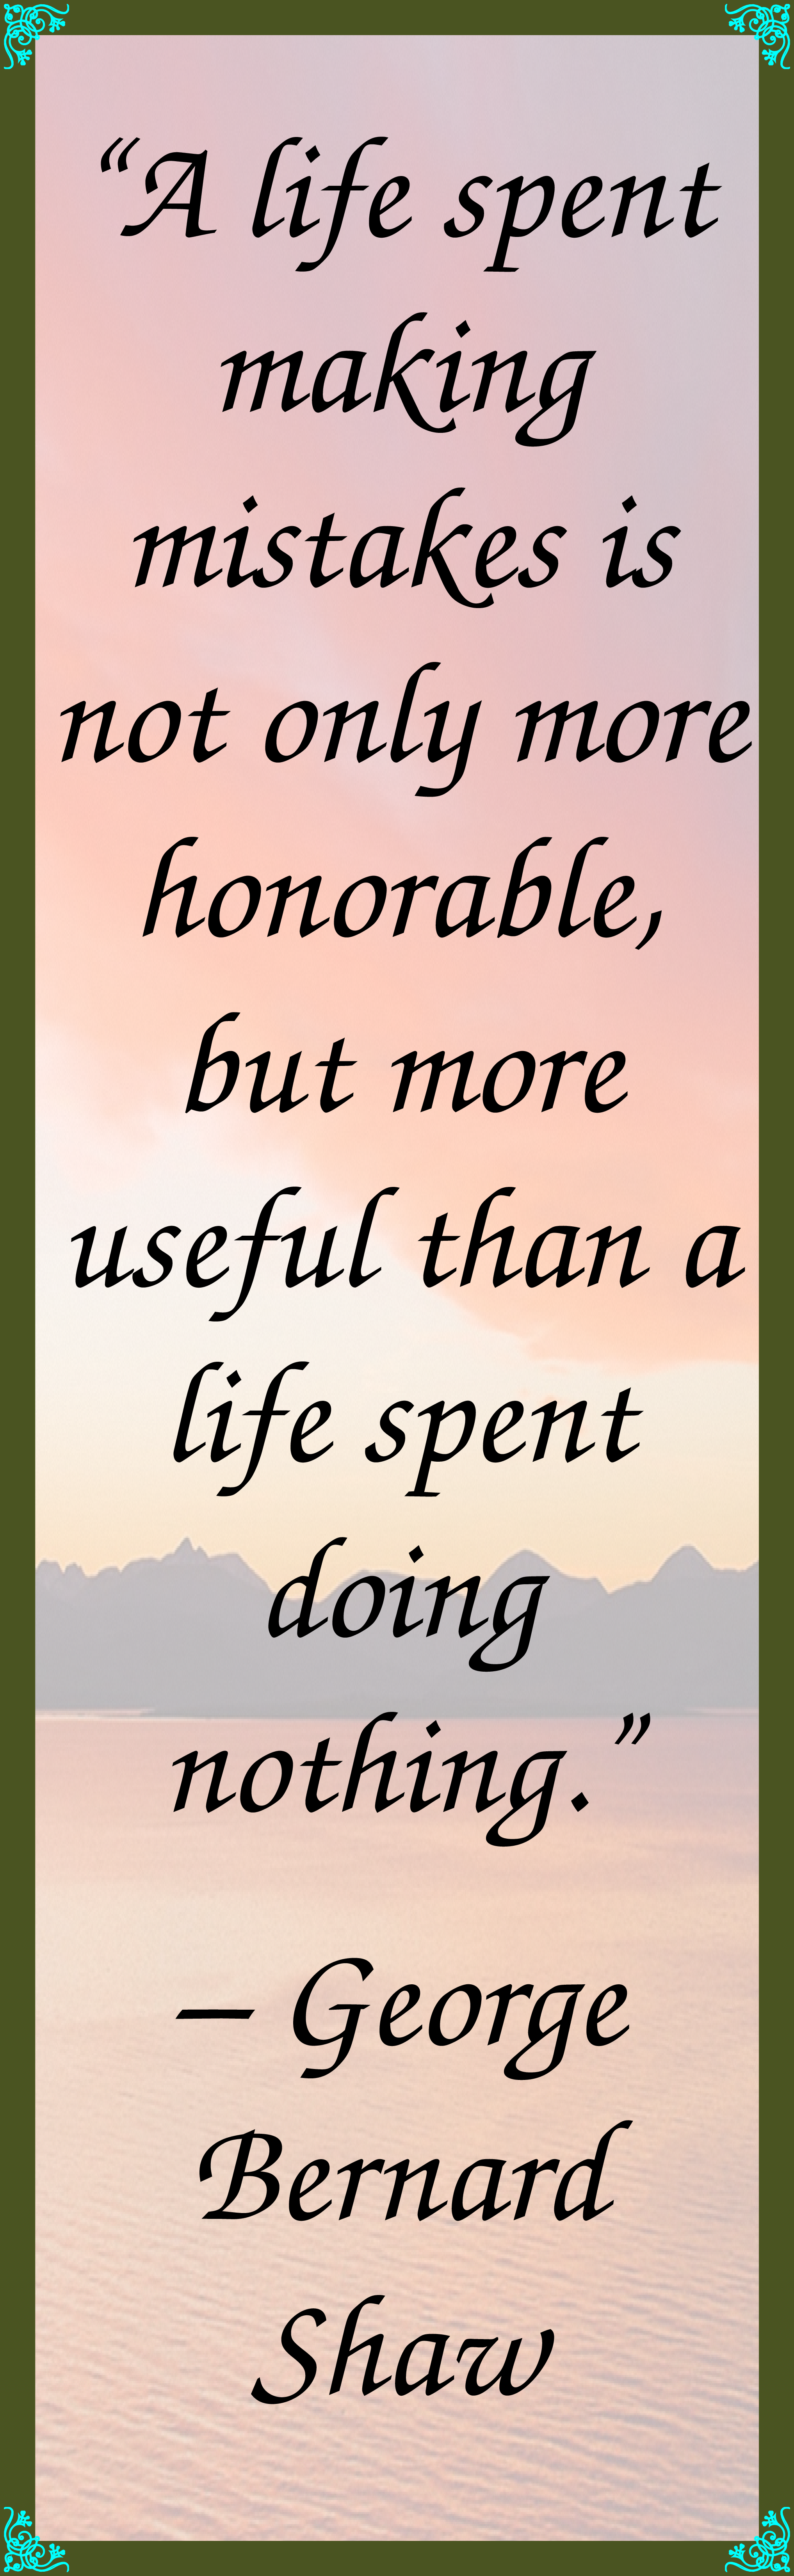 “A life spent
making
mistakes is
not only more
honorable,
but more
useful than a
life spent
doing
nothing.”
– George
Bernard
Shaw